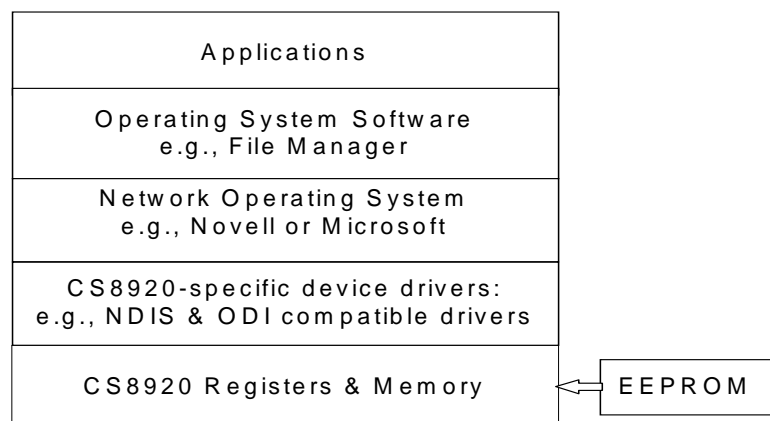 Applications
Operating System Software
e.g., File Manager
Network Operating System
e.g., Novell or Microsoft
CS8920-specific device drivers:
e.g., NDIS & ODI compatible drivers
CS8920 Registers & Memory
EEPROM